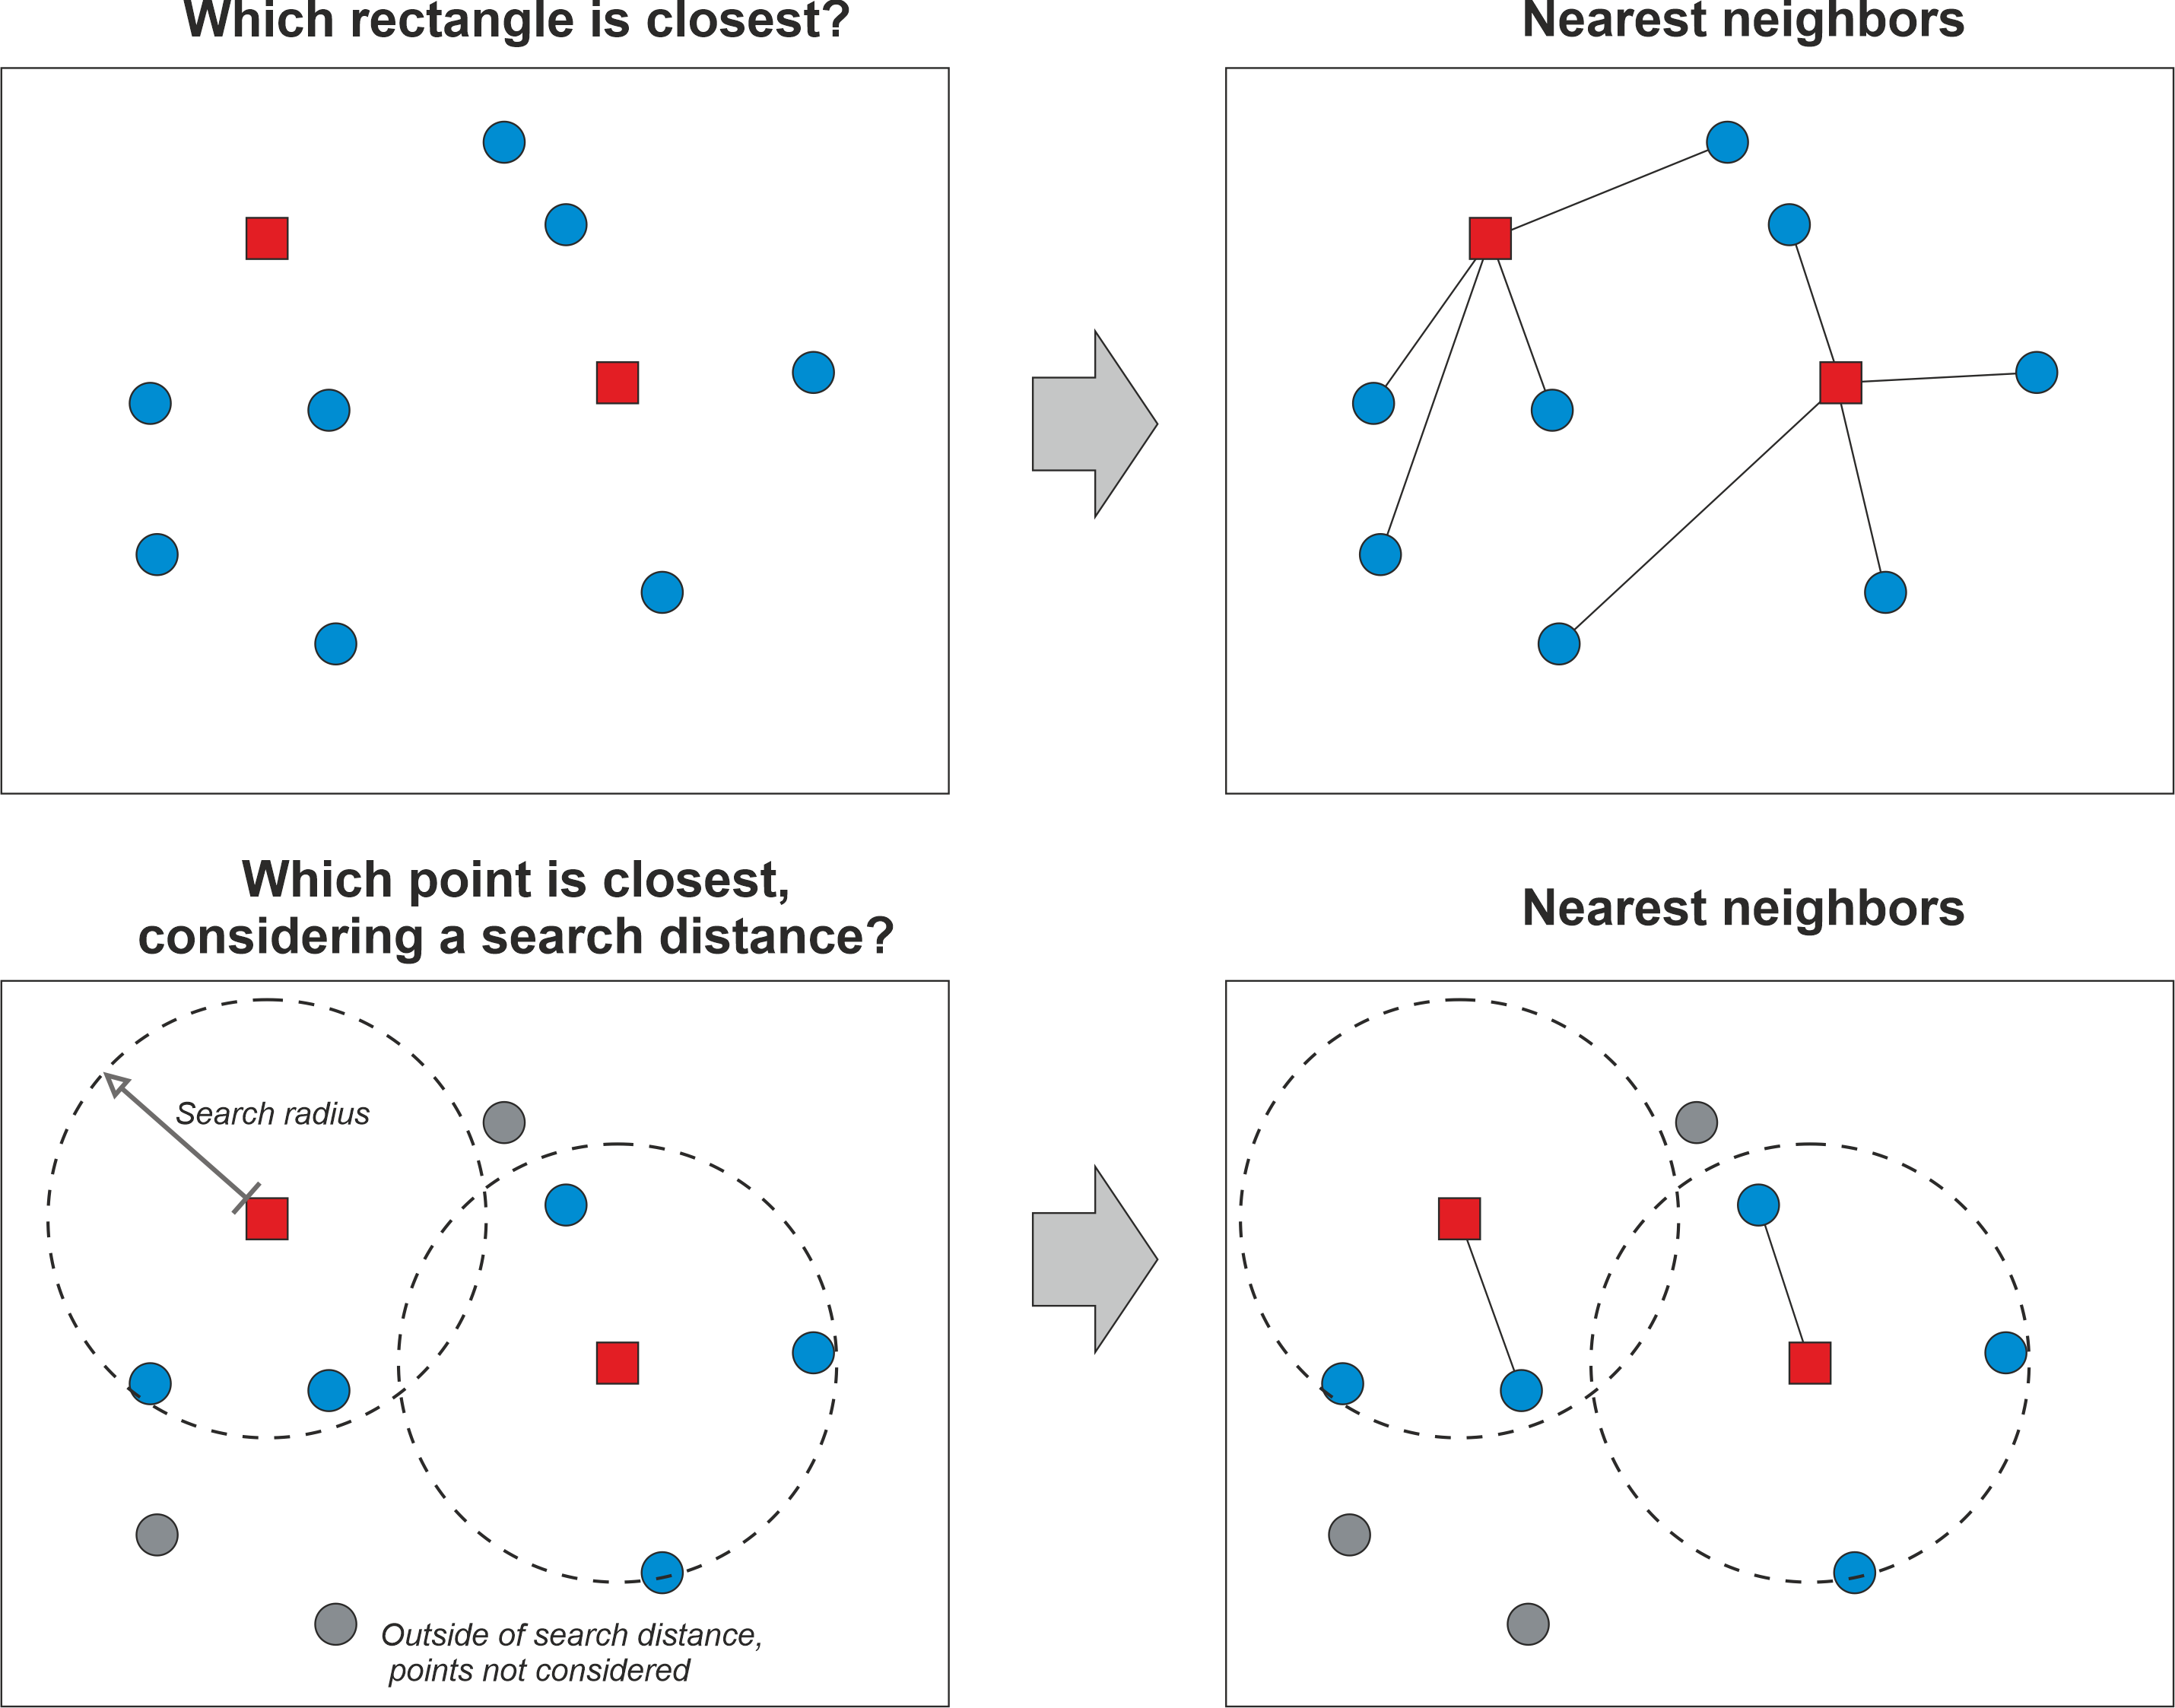 Which rectangle is closest?
Nearest neighbors
Which point is closest,
considering a search distance?
Nearest neighbors
Search radius
Outside of search distance,
points not considered